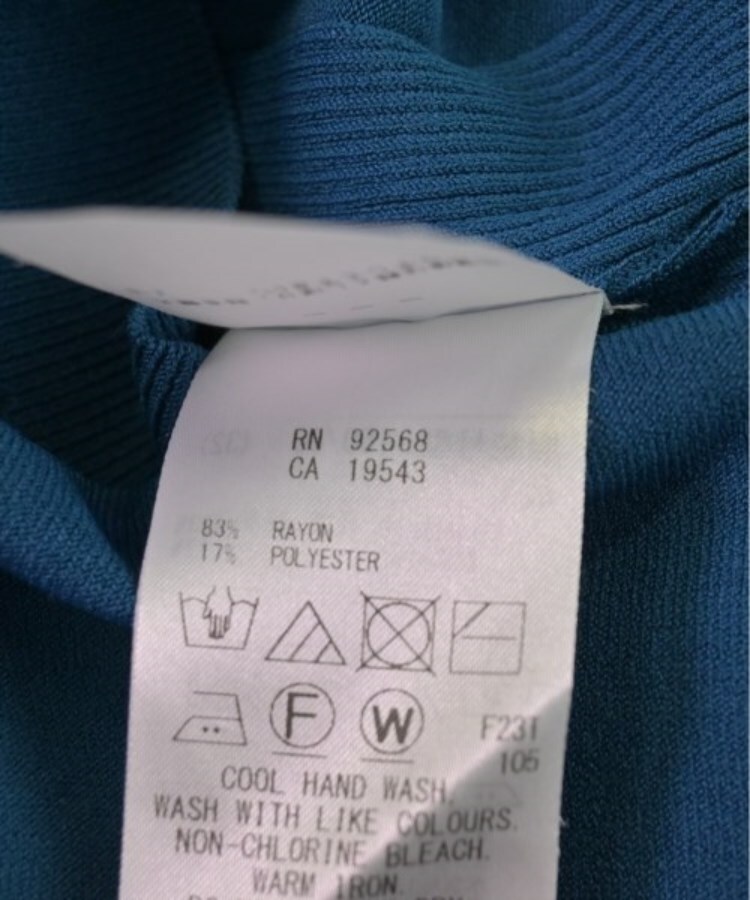 RN 92568
CA 19543
83% RAYON
17% POLYESTER
F W
F231
105
COOL HAND WASH.
WASH WITH LIKE COLOURS.
NON-CHLORINE BLEACH.
WARM IRON.